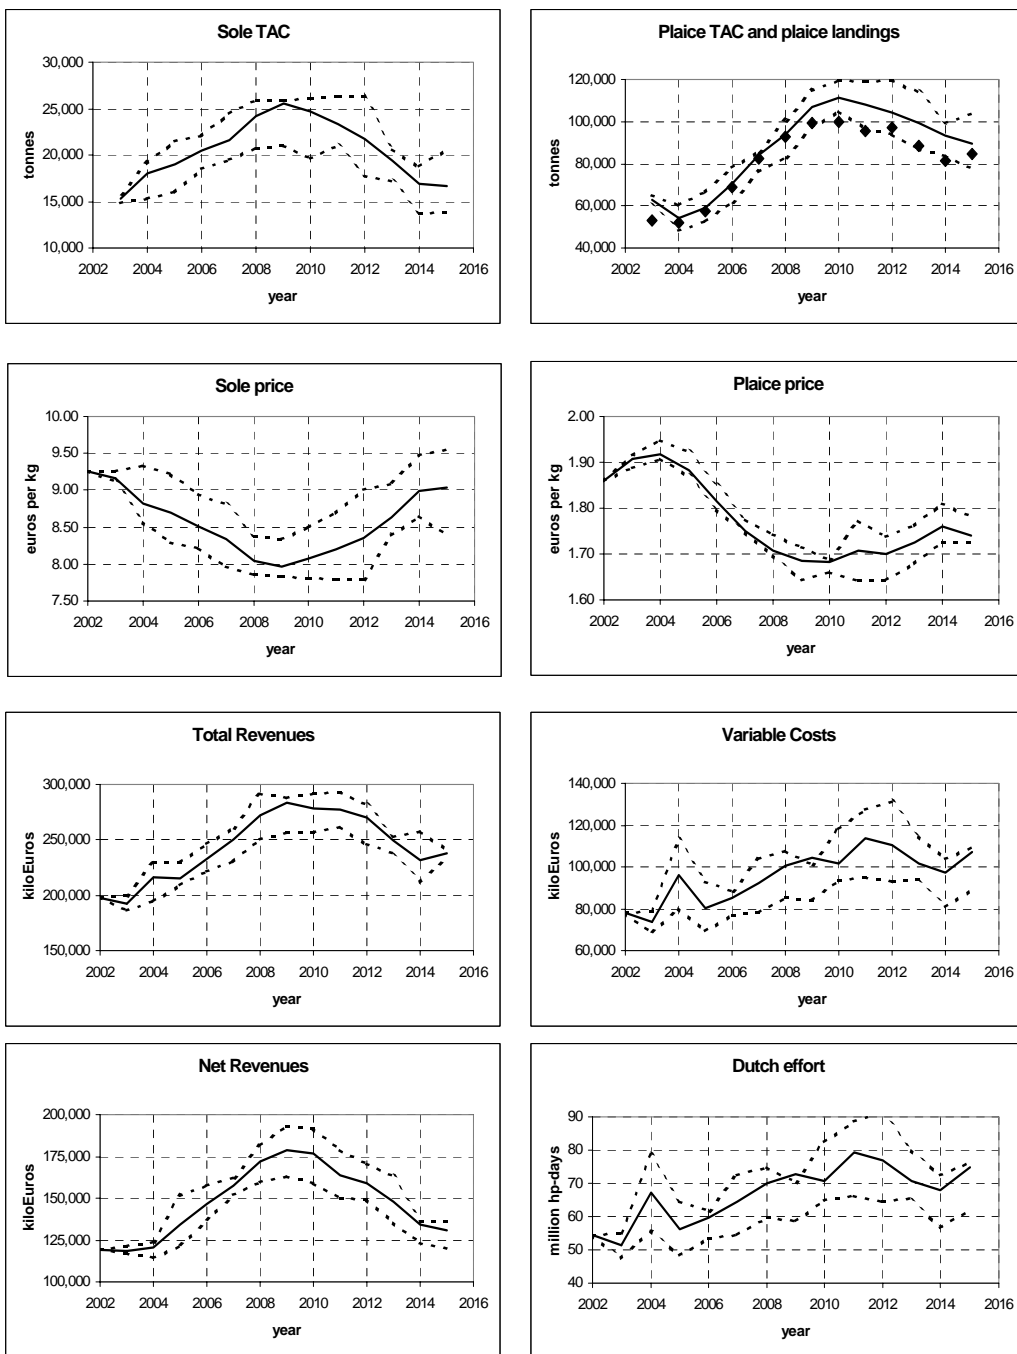 Sole TAC
30,000
25,000
20,000
15,000
10,000
tonnes
2002 2004 2006 2008 2010 2012 2014 2016
year
Plaice TAC and plaice landings
120,000
100,000
80,000
60,000
40,000
tonnes
2002 2004 2006 2008 2010 2012 2014 2016
year
Sole price
10.00
9.50
9.00
8.50
8.00
7.50
euros per kg
2002 2004 2006 2008 2010 2012 2014 2016
year
Plaice price
2.00
1.90
1.80
1.70
1.60
euros per kg
2002 2004 2006 2008 2010 2012 2014 2016
year
Total Revenues
300,000
250,000
200,000
150,000
kiloEuros
2002 2004 2006 2008 2010 2012 2014 2016
year
Variable Costs
140,000
120,000
100,000
80,000
60,000
kiloEuros
2002 2004 2006 2008 2010 2012 2014 2016
year
Net Revenues
200,000
175,000
150,000
125,000
100,000
kiloEuros
2002 2004 2006 2008 2010 2012 2014 2016
year
Dutch effort
90
80
70
60
50
40
million hp-days
2002 2004 2006 2008 2010 2012 2014 2016
year